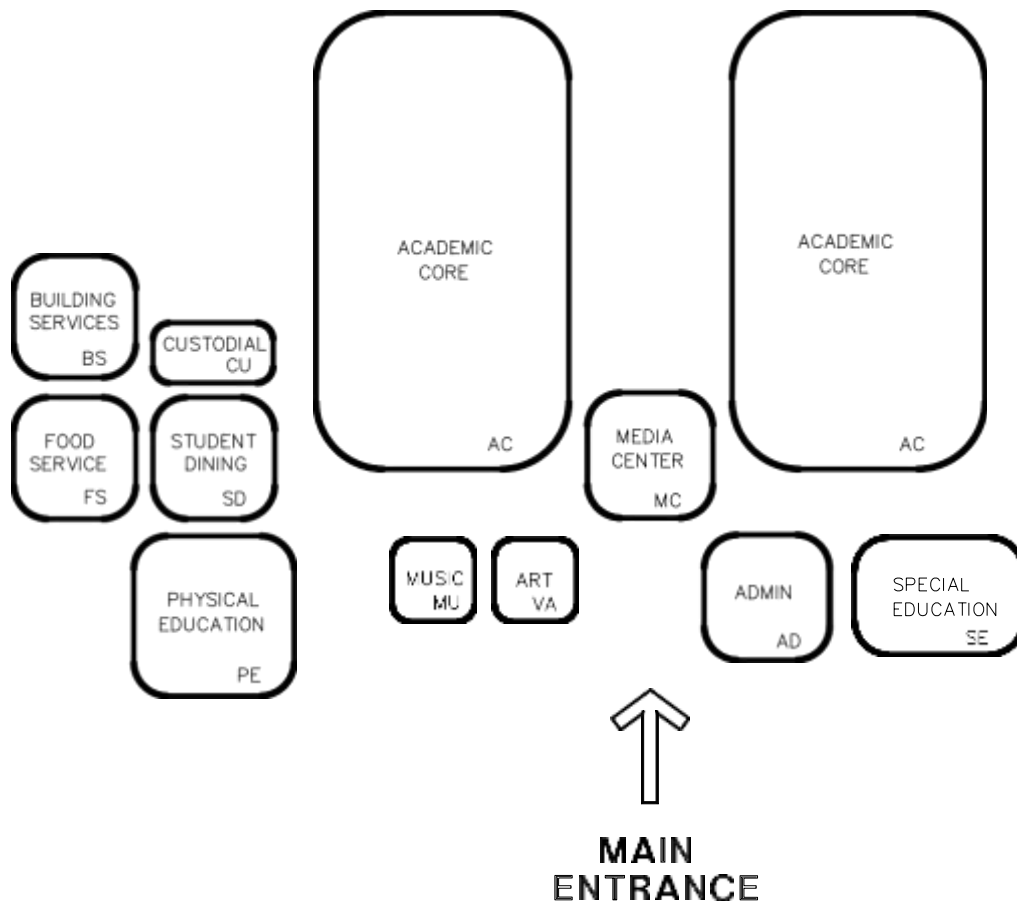 ACADEMIC
CORE
AC
ACADEMIC
CORE
AC
BUILDING
SERVICES
BS
CUSTODIAL
CU
FOOD
SERVICE
FS
STUDENT
DINING
SD
MEDIA
CENTER
MC
PHYSICAL
EDUCATION
PE
MUSIC
MU
ART
VA
ADMIN
AD
SPECIAL
EDUCATION
SE
MAIN
ENTRANCE